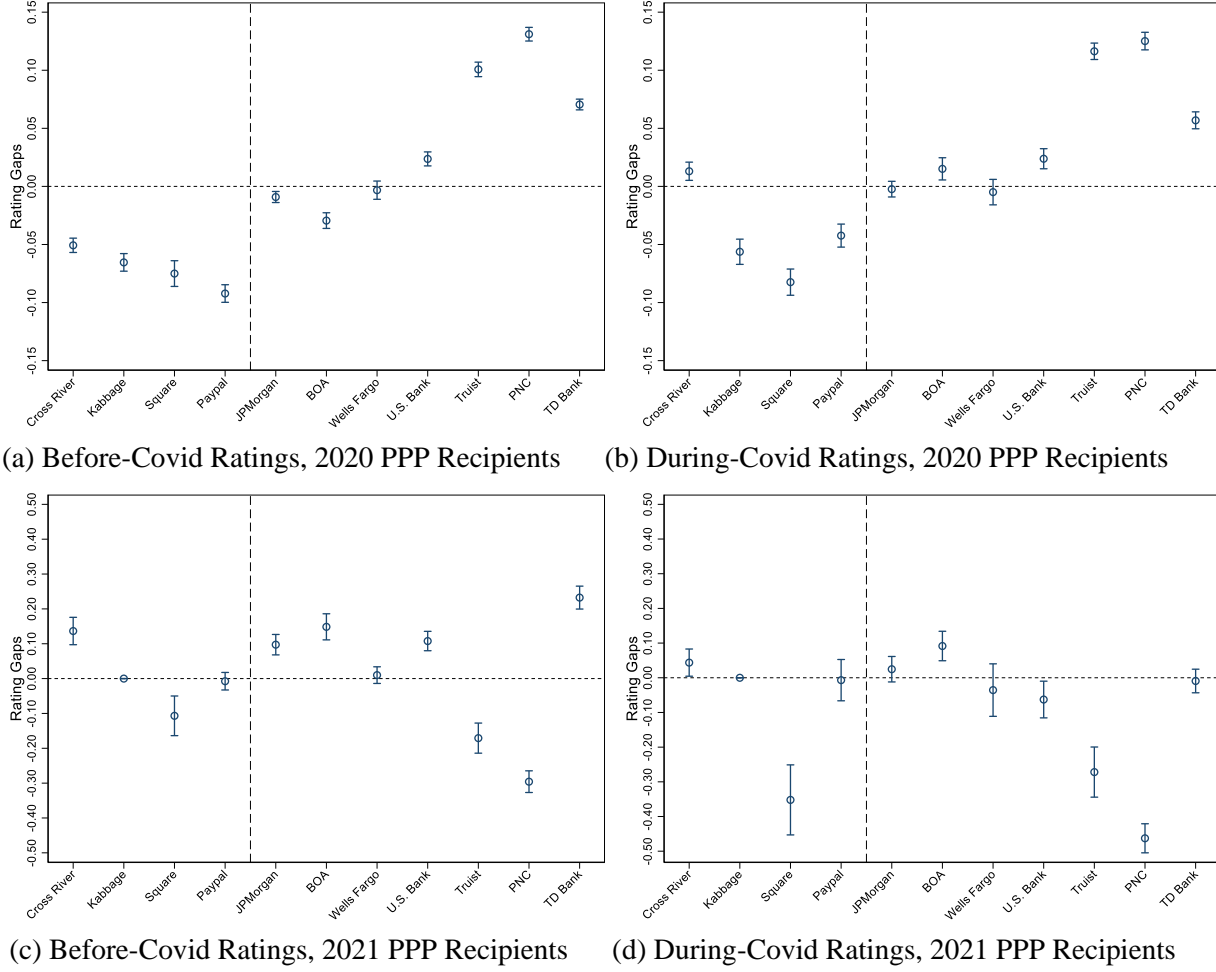 0.15
0.10
0.05
0.00
-0.05
-0.10
-0.15
Rating Gaps
Cross River
Kabbage
Square
Paypal
JPMorgan
BOA
Wells Fargo
U.S. Bank
Truist
PNC
TD Bank
(a) Before-Covid Ratings, 2020 PPP Recipients
0.15
0.10
0.05
0.00
-0.05
-0.10
-0.15
Rating Gaps
Cross River
Kabbage
Square
Paypal
JPMorgan
BOA
Wells Fargo
U.S. Bank
Truist
PNC
TD Bank
(b) During-Covid Ratings, 2020 PPP Recipients
0.50
0.40
0.30
0.20
0.10
0.00
-0.10
-0.20
-0.30
-0.40
-0.50
Rating Gaps
Cross River
Kabbage
Square
Paypal
JPMorgan
BOA
Wells Fargo
U.S. Bank
Truist
PNC
TD Bank
(c) Before-Covid Ratings, 2021 PPP Recipients
0.50
0.40
0.30
0.20
0.10
0.00
-0.10
-0.20
-0.30
-0.40
-0.50
Rating Gaps
Cross River
Kabbage
Square
Paypal
JPMorgan
BOA
Wells Fargo
U.S. Bank
Truist
PNC
TD Bank
(d) During-Covid Ratings, 2021 PPP Recipients